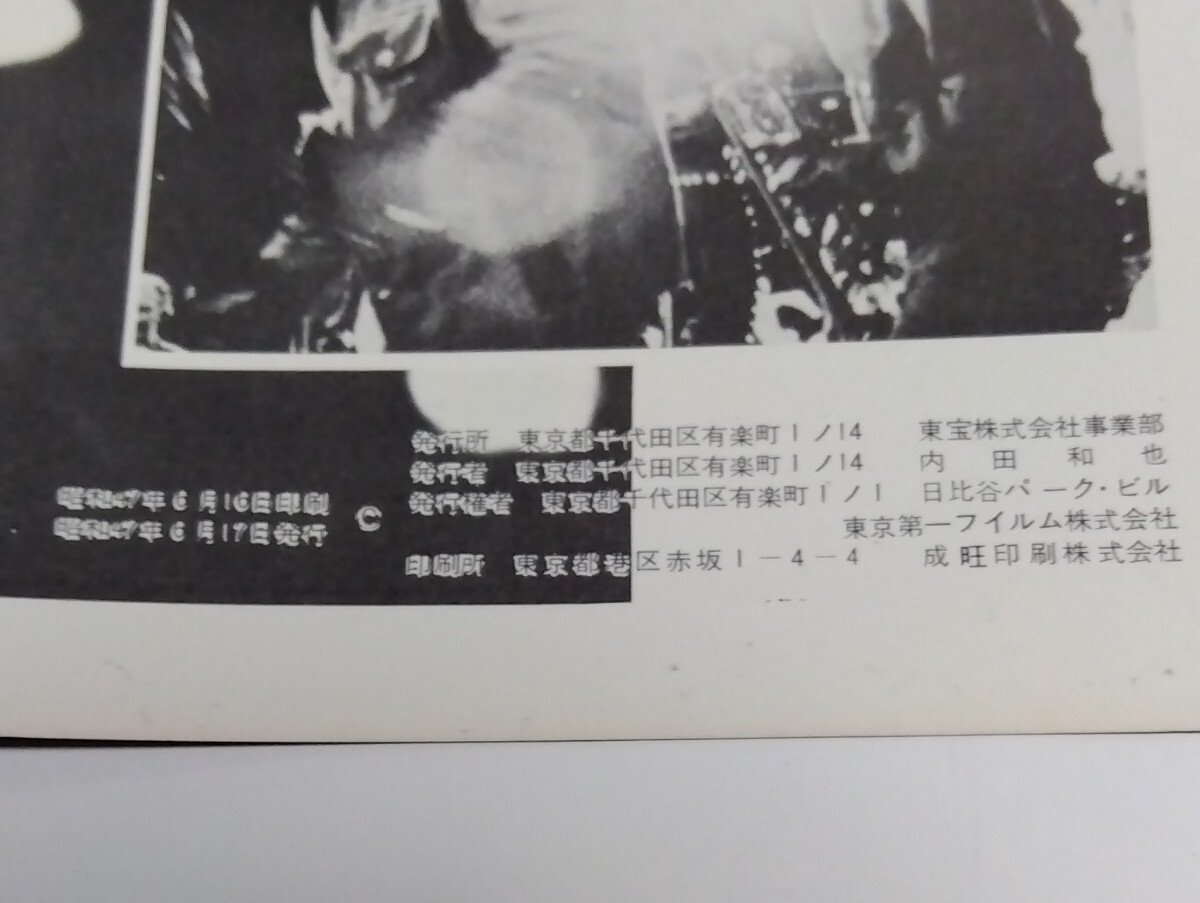 昭和47年6月16日印刷
昭和47年6月17日発行
©
発行所 東京都千代田区有楽町1ノ14 東宝株式会社事業部
発行者 東京都千代田区有楽町1ノ14 内田和也
発行権者 東京都千代田区有楽町1ノ1 日比谷パーク・ビル
東京第一フイルム株式会社
印刷所 東京都港区赤坂1-4-4 成旺印刷株式会社